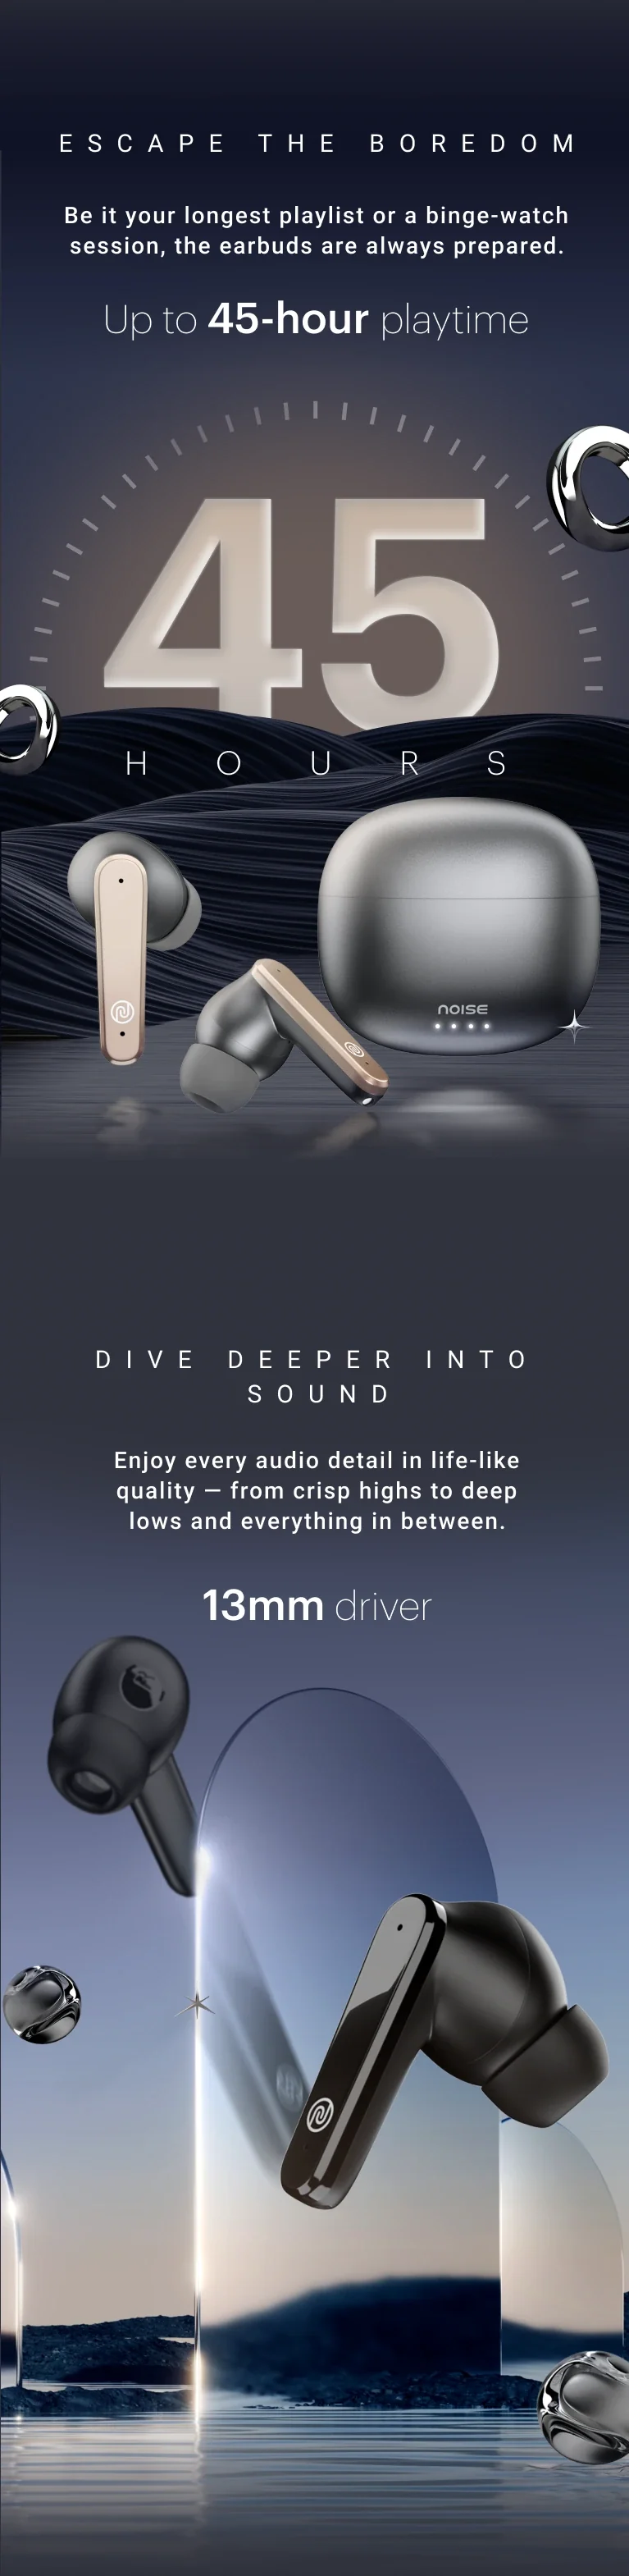 ESCAPE THE BOREDOM
Be it your longest playlist or a binge-watch
session, the earbuds are always prepared.
Up to 45-hour playtime
45
HOURS
NOISE
DIVE DEEPER INTO
SOUND
Enjoy every audio detail in life-like
quality — from crisp highs to deep
lows and everything in between.
13mm driver